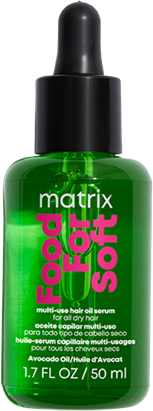 matrix
Food
For
Soft
multi-use hair oil serum
for all dry hair
aceite capilar multi-uso
para todo tipo de cabello seco
huile-serum capillaire multi-usages
pour tous les cheveux secs
Avocado Oil/Huile d'Avocat
1.7 FL OZ / 50 ml